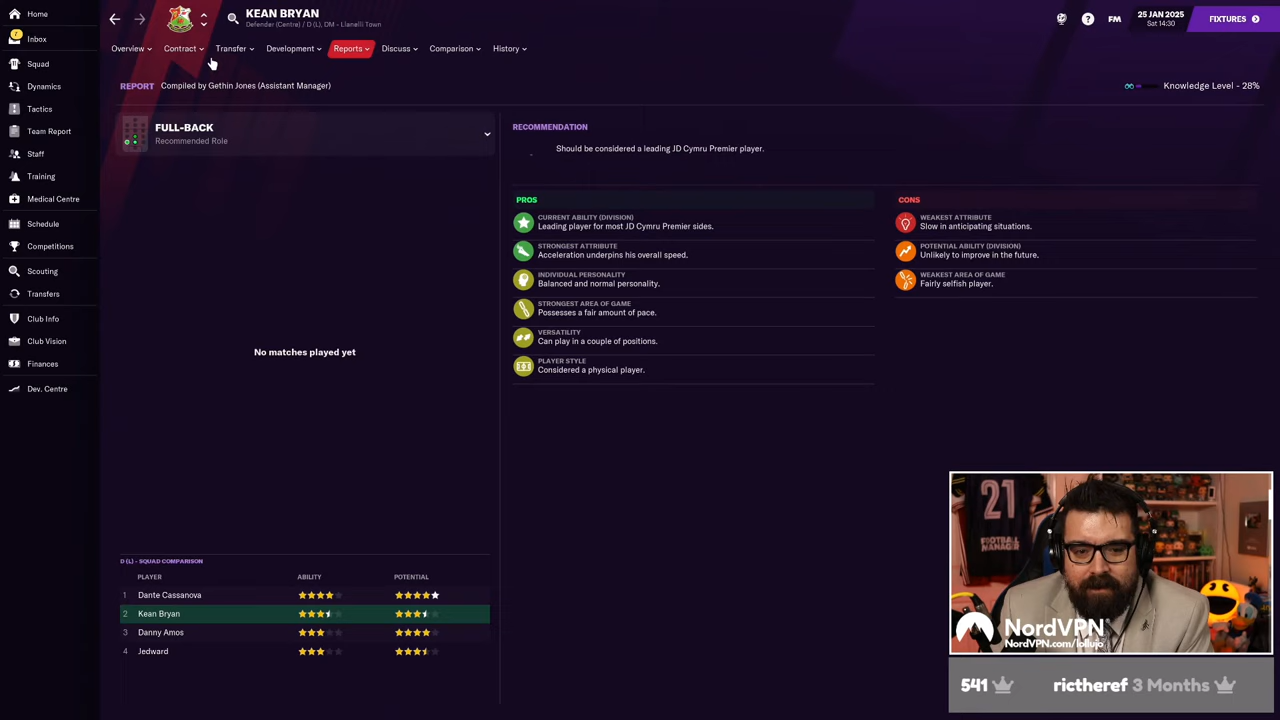 Home
KEAN BRYAN
Defender (Centre) / D (L), DM - Llanelli Town
25 JAN 2025
Sat 14:30
FM
FIXTURES
Inbox
Overview
Contract
Transfer
Development
Reports
Discuss
Comparison
History
Squad
Dynamics
REPORT
Compiled by Gethin Jones (Assistant Manager)
Knowledge Level - 28%
Tactics
Team Report
Staff
Training
Medical Centre
Schedule
Competitions
Scouting
Transfers
Club Info
Club Vision
Finances
Dev. Centre
FULL-BACK
Recommended Role
No matches played yet
RECOMMENDATION
Should be considered a leading JD Cymru Premier player.
PROS
CURRENT ABILITY (DIVISION)
Leading player for most JD Cymru Premier sides.
STRONGEST ATTRIBUTE
Acceleration underpins his overall speed.
INDIVIDUAL PERSONALITY
Balanced and normal personality.
STRONGEST AREA OF GAME
Possesses a fair amount of pace.
VERSATILITY
Can play in a couple of positions.
PLAYER STYLE
Considered a physical player.
CONS
WEAKEST ATTRIBUTE
Slow in anticipating situations.
POTENTIAL ABILITY (DIVISION)
Unlikely to improve in the future.
WEAKEST AREA OF GAME
Fairly selfish player.
D (L) - SQUAD COMPARISON
PLAYER ABILITY POTENTIAL
1 Dante Cassanova
2 Kean Bryan
3 Danny Amos
4 Jedward
21
FOOTBALL
MANAGER
NordVPN®
NordVPN.com/lollujo
541
rictheref 3 Months